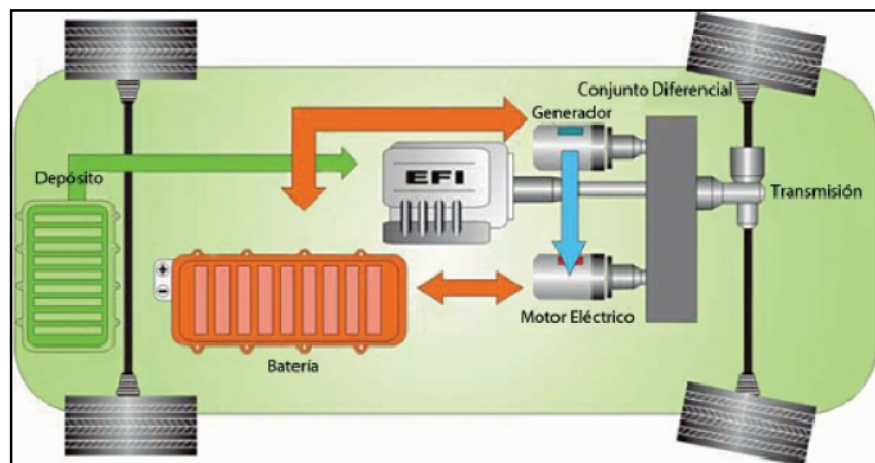 Conjunto Diferencial
Generador
Depósito
EFI
Transmisión
+
−
Motor Eléctrico
Batería